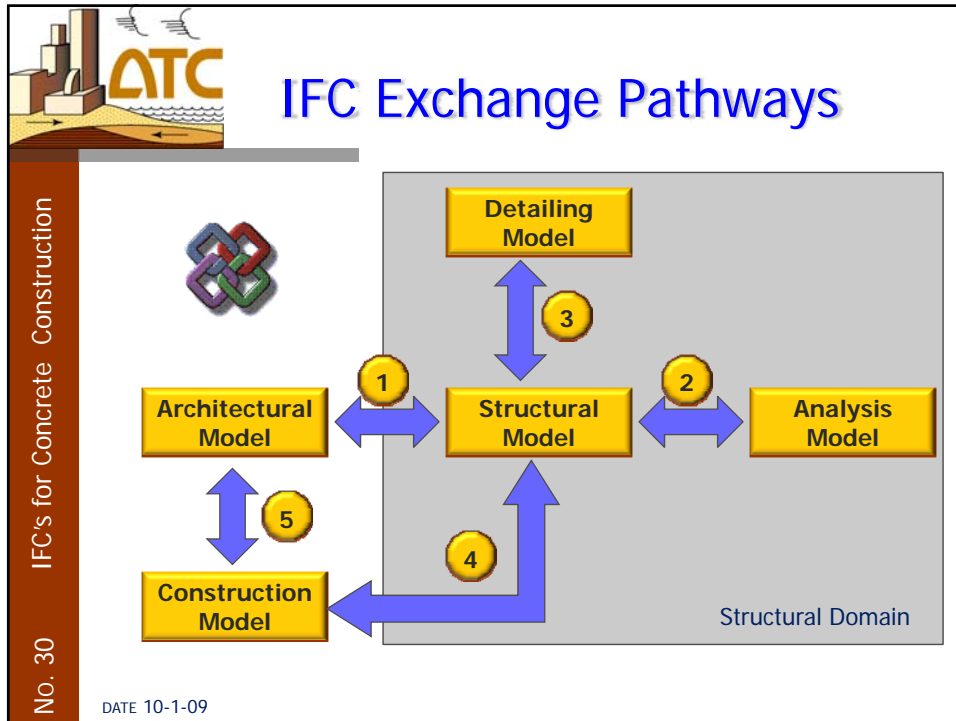 ATC
IFC Exchange Pathways
No. 30 IFC's for Concrete Construction
Detailing
Model
3
1
2
Architectural
Model
Structural
Model
Analysis
Model
5
4
Construction
Model
Structural Domain
DATE 10-1-09